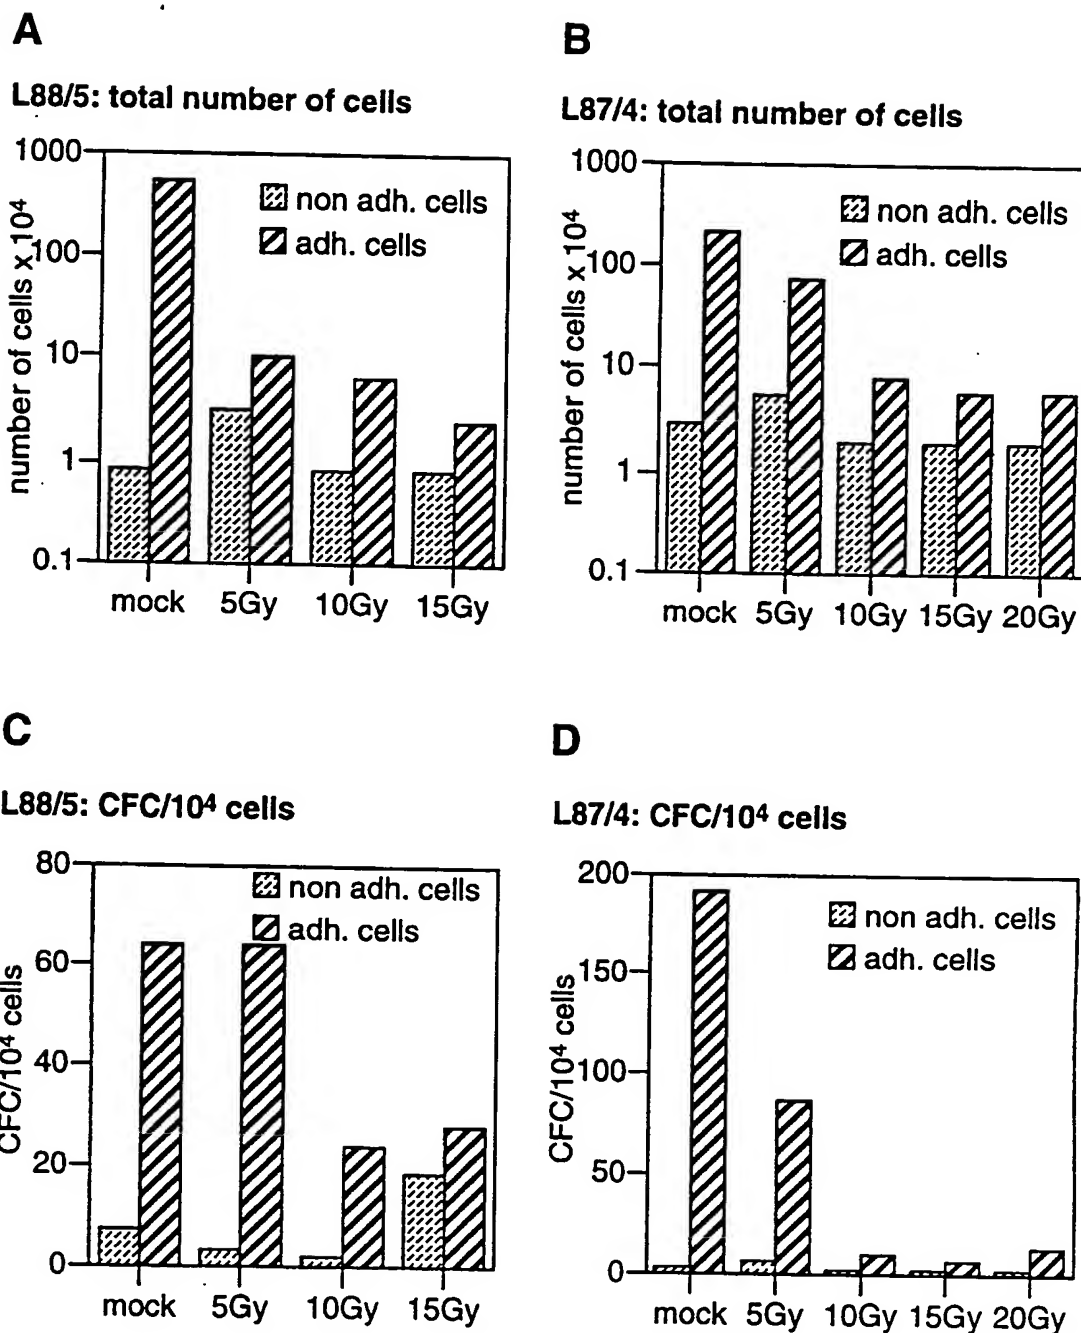 A
L88/5: total number of cells
number of cells x 10⁴
1000
100
10
1
0.1
non adh. cells
adh. cells
mock 5Gy 10Gy 15Gy
B
L87/4: total number of cells
number of cells x 10⁴
1000
100
10
1
0.1
non adh. cells
adh. cells
mock 5Gy 10Gy 15Gy 20Gy
C
L88/5: CFC/10⁴ cells
CFC/10⁴ cells
80
60
40
20
0
non adh. cells
adh. cells
mock 5Gy 10Gy 15Gy
D
L87/4: CFC/10⁴ cells
CFC/10⁴ cells
200
150
100
50
0
non adh. cells
adh. cells
mock 5Gy 10Gy 15Gy 20Gy